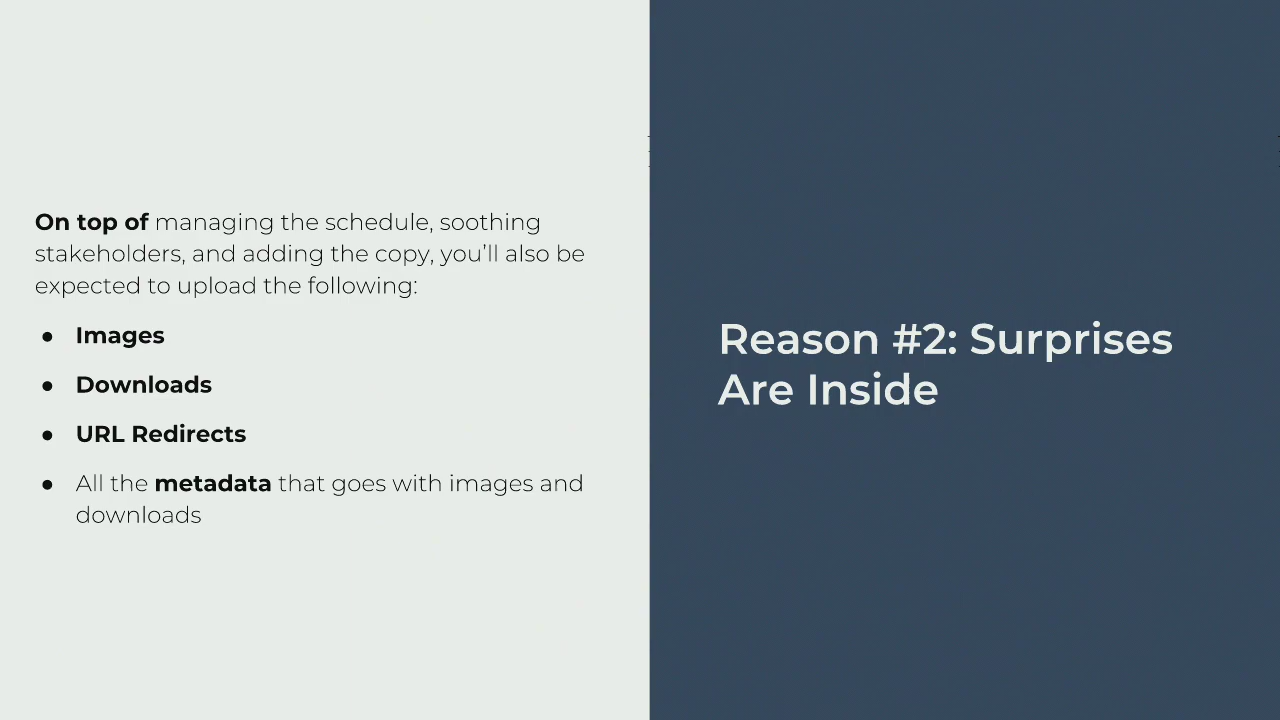 On top of managing the schedule, soothing
stakeholders, and adding the copy, you’ll also be
expected to upload the following:
● Images
● Downloads
● URL Redirects
● All the metadata that goes with images and
downloads
Reason #2: Surprises
Are Inside